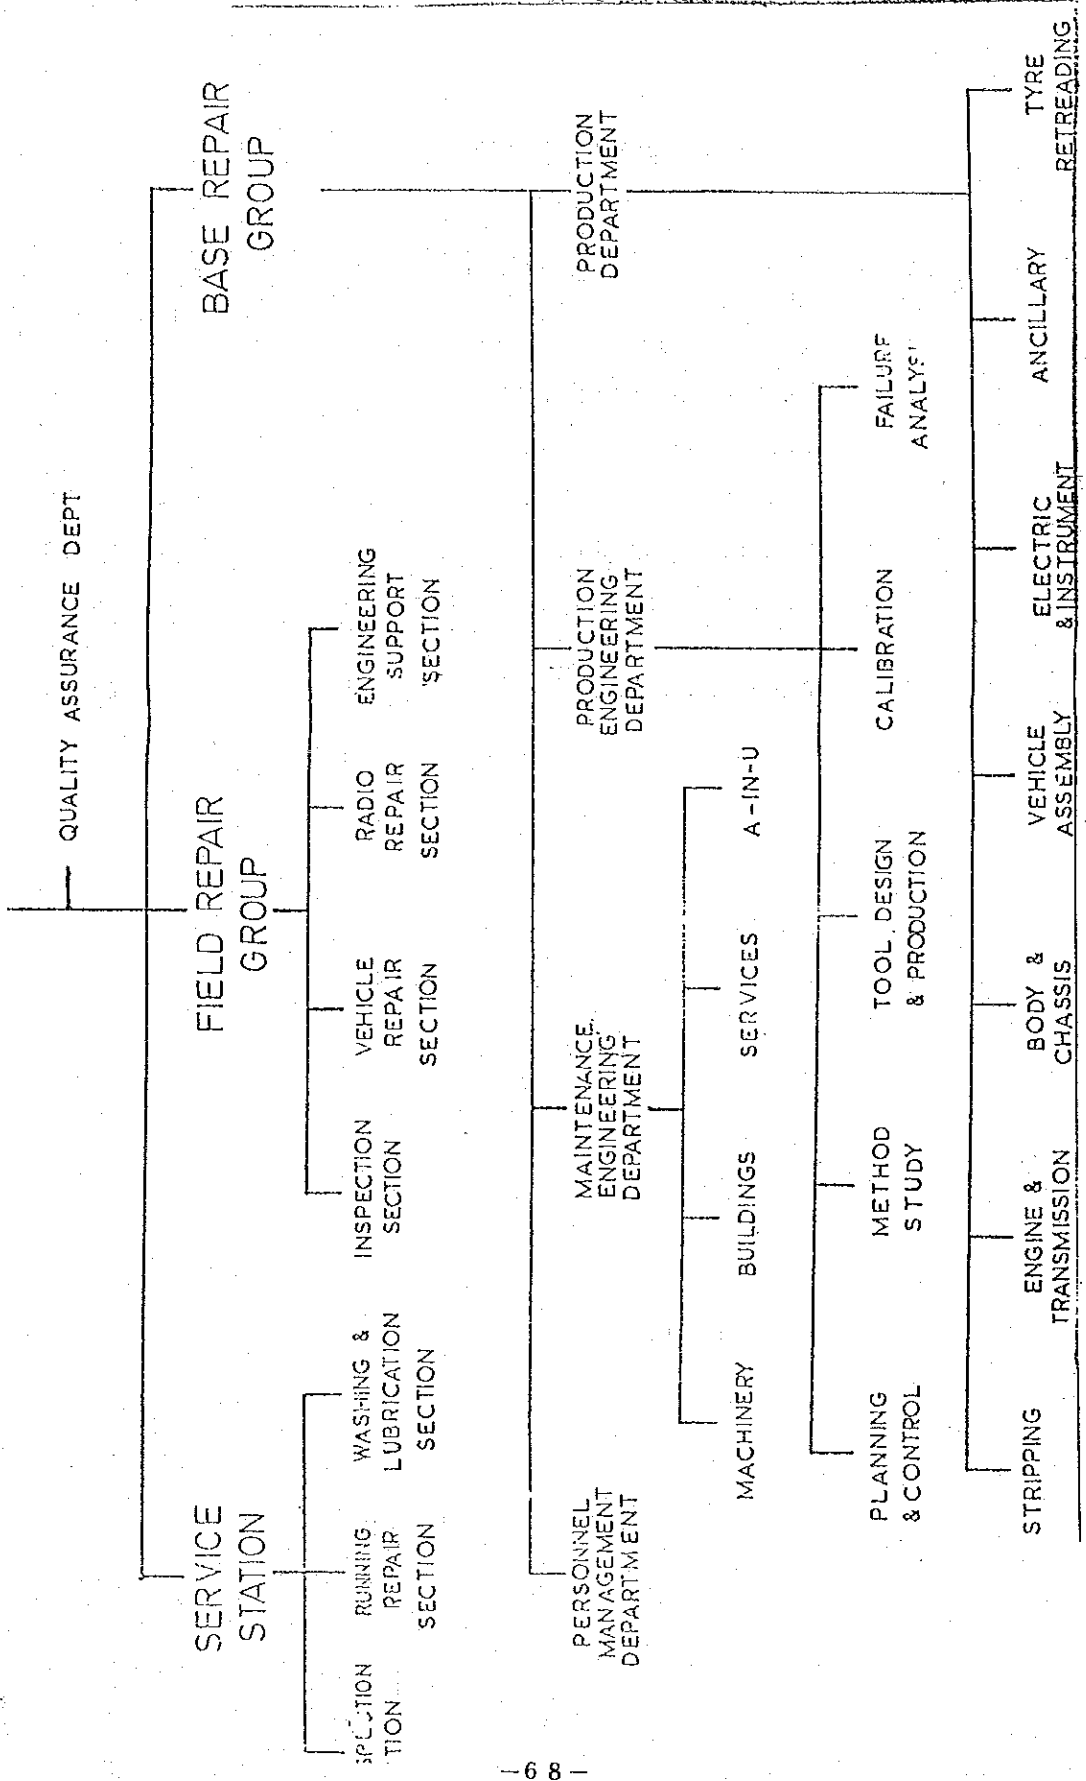 QUALITY ASSURANCE DEPT
SERVICE
STATION
FIELD REPAIR
GROUP
BASE REPAIR
GROUP
RUNNING
REPAIR
SECTION
WASHING &
LUBRICATION
SECTION
INSPECTION
SECTION
VEHICLE
REPAIR
SECTION
RADIO
REPAIR
SECTION
ENGINEERING
SUPPORT
SECTION
PERSONNEL
MANAGEMENT
DEPARTMENT
MAINTENANCE
ENGINEERING
DEPARTMENT
PRODUCTION
ENGINEERING
DEPARTMENT
PRODUCTION
DEPARTMENT
MACHINERY
BUILDINGS
SERVICES
A-IN-U
PLANNING
& CONTROL
METHOD
STUDY
TOOL DESIGN
& PRODUCTION
CALIBRATION
FAILURE
STRIPPING
ENGINE &
TRANSMISSION
BODY &
CHASSIS
VEHICLE
ASSEMBLY
ELECTRIC
& INSTRUMENT
ANCILLARY
TYRE
RETREADING
—68—